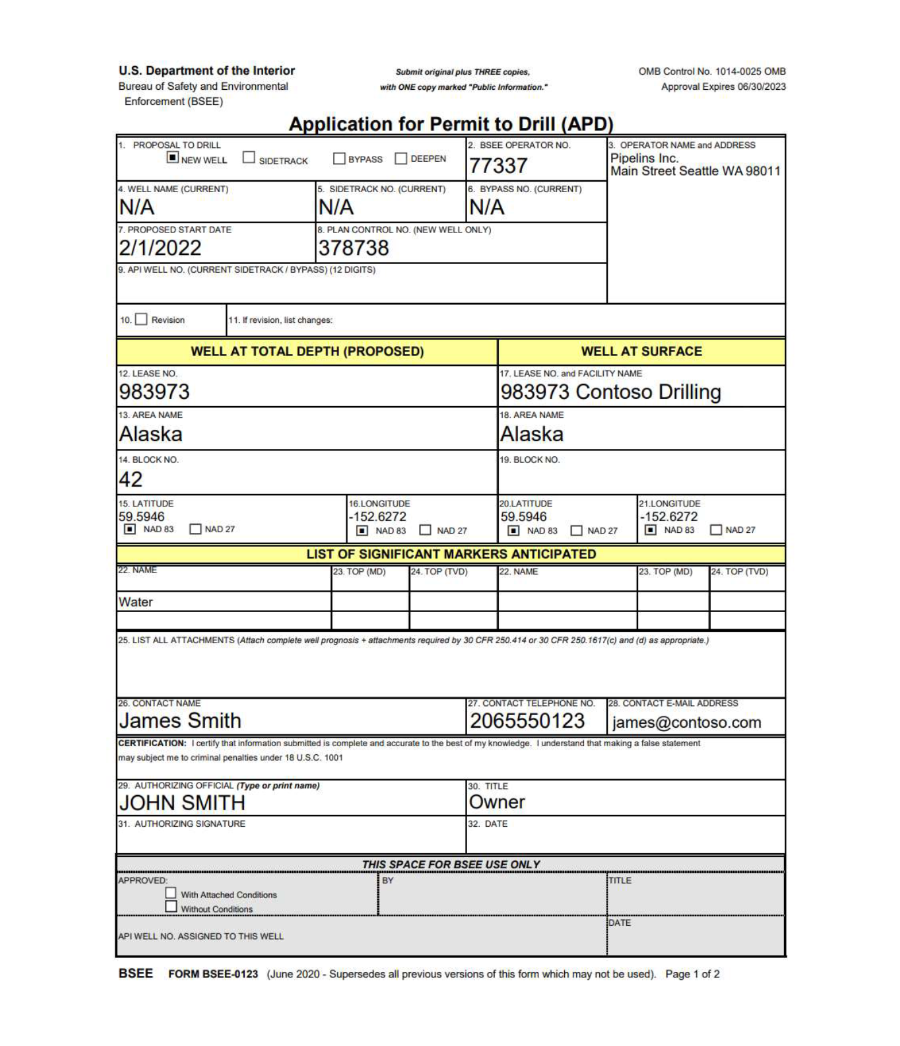 U.S. Department of the Interior
Bureau of Safety and Environmental
Enforcement (BSEE)
Submit original plus THREE copies,
with ONE copy marked "Public Information."
OMB Control No. 1014-0025 OMB
Approval Expires 06/30/2023
Application for Permit to Drill (APD)
1. PROPOSAL TO DRILL
NEW WELL SIDETRACK BYPASS DEEPEN
2. BSEE OPERATOR NO.
77337
3. OPERATOR NAME and ADDRESS
Pipelins Inc.
Main Street Seattle WA 98011
4. WELL NAME (CURRENT)
N/A
5. SIDETRACK NO. (CURRENT)
N/A
6. BYPASS NO. (CURRENT)
N/A
7. PROPOSED START DATE
2/1/2022
8. PLAN CONTROL NO. (NEW WELL ONLY)
378738
9. API WELL NO. (CURRENT SIDETRACK / BYPASS) (12 DIGITS)
10. Revision
11. If revision, list changes:
WELL AT TOTAL DEPTH (PROPOSED)
WELL AT SURFACE
12. LEASE NO.
983973
17. LEASE NO. and FACILITY NAME
983973 Contoso Drilling
13. AREA NAME
Alaska
18. AREA NAME
Alaska
14. BLOCK NO.
42
19. BLOCK NO.
15. LATITUDE
59.5946
NAD 83 NAD 27
16.LONGITUDE
-152.6272
NAD 83 NAD 27
20.LATITUDE
59.5946
NAD 83 NAD 27
21.LONGITUDE
-152.6272
NAD 83 NAD 27
LIST OF SIGNIFICANT MARKERS ANTICIPATED
22. NAME 23. TOP (MD) 24. TOP (TVD) 22. NAME 23. TOP (MD) 24. TOP (TVD)
Water
25. LIST ALL ATTACHMENTS (Attach complete well prognosis + attachments required by 30 CFR 250.414 or 30 CFR 250.1617(c) and (d) as appropriate.)
26. CONTACT NAME
James Smith
27. CONTACT TELEPHONE NO.
2065550123
28. CONTACT E-MAIL ADDRESS
james@contoso.com
CERTIFICATION: I certify that information submitted is complete and accurate to the best of my knowledge. I understand that making a false statement
may subject me to criminal penalties under 18 U.S.C. 1001
29. AUTHORIZING OFFICIAL (Type or print name)
JOHN SMITH
30. TITLE
Owner
31. AUTHORIZING SIGNATURE
32. DATE
THIS SPACE FOR BSEE USE ONLY
APPROVED:
With Attached Conditions
Without Conditions
BY
TITLE
API WELL NO. ASSIGNED TO THIS WELL
DATE
BSEE FORM BSEE-0123 (June 2020 - Supersedes all previous versions of this form which may not be used). Page 1 of 2